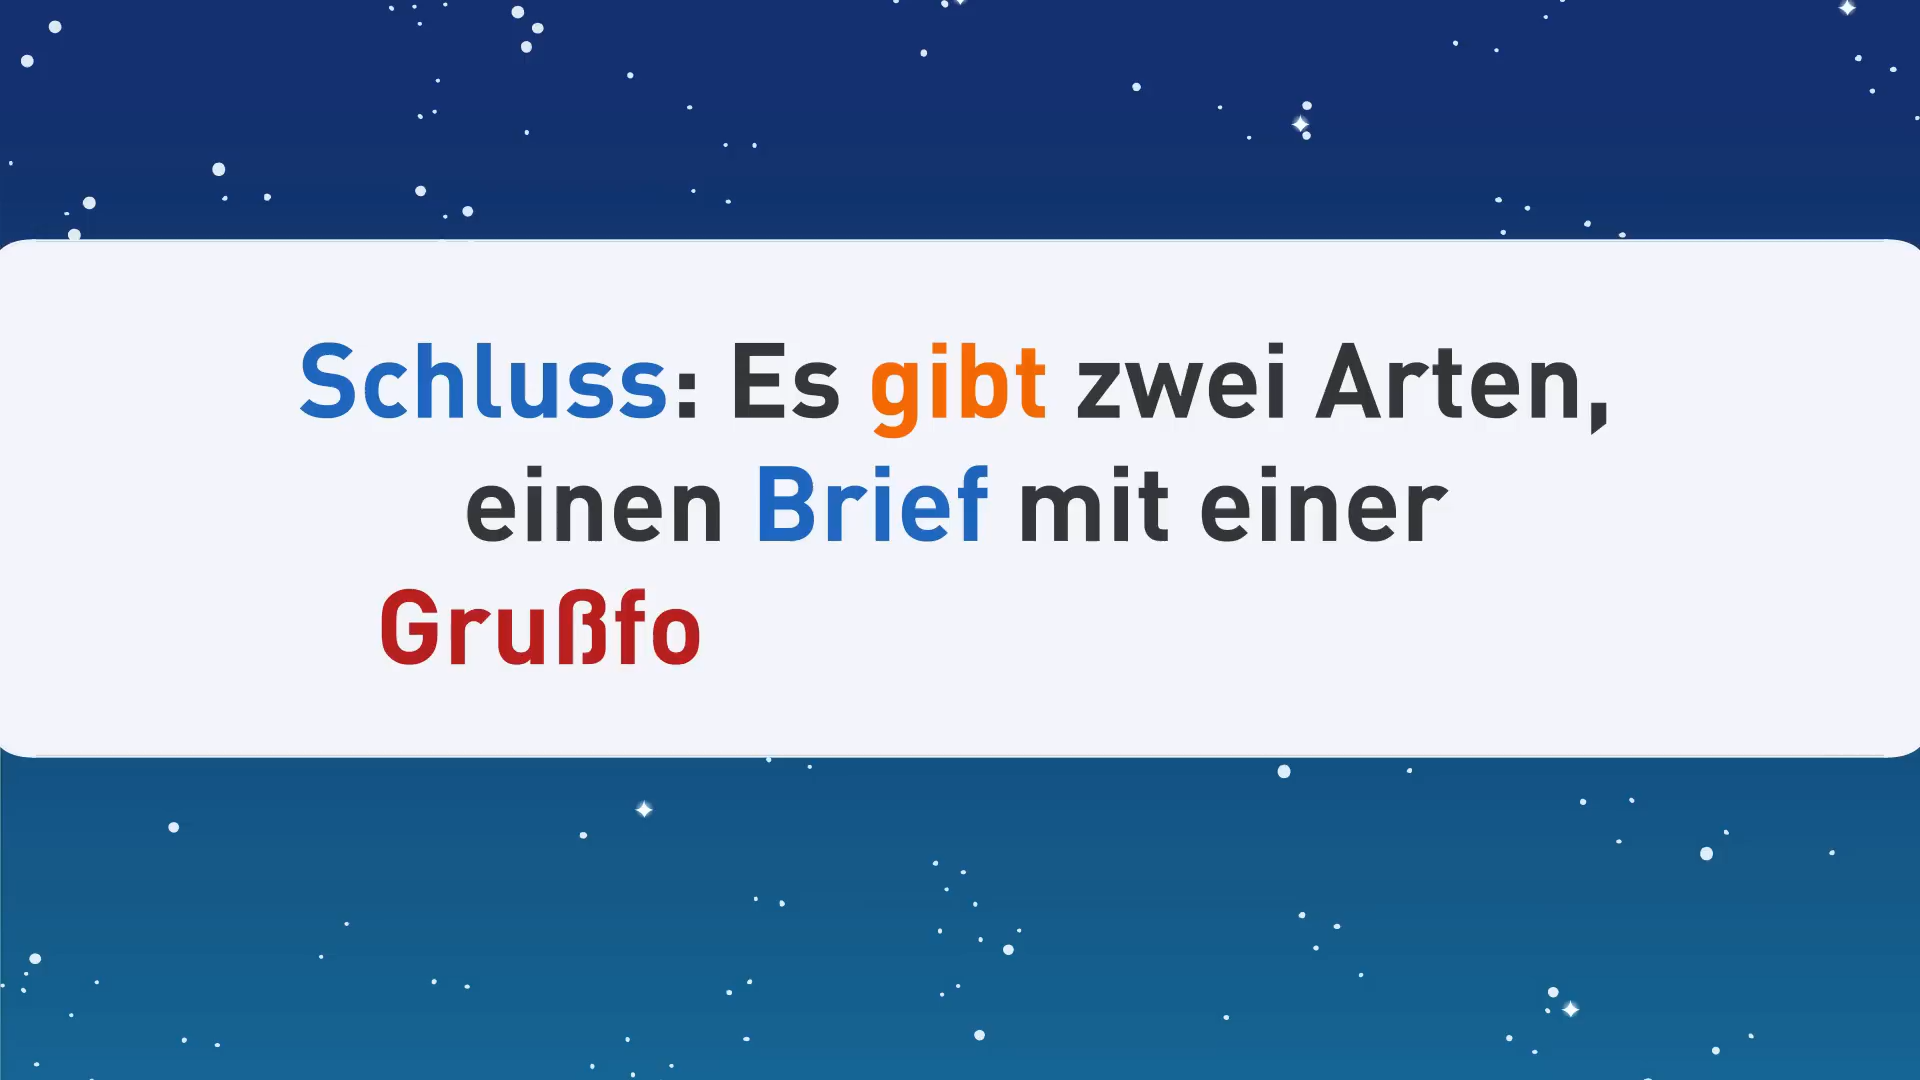 Schluss: Es gibt zwei Arten,
einen Brief mit einer
Grußfo